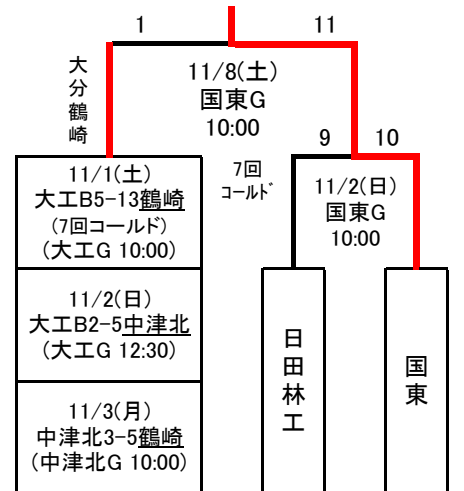 1 11
大分鶴崎
11/8(土)
国東G
10:00
7回
コールド
9 10
11/2(日)
国東G
10:00
11/1(土)
大工B5-13鶴崎
(7回コールド)
(大工G 10:00)
11/2(日)
大工B2-5中津北
(大工G 12:30)
11/3(月)
中津北3-5鶴崎
(中津北G 10:00)
日田林工
国東